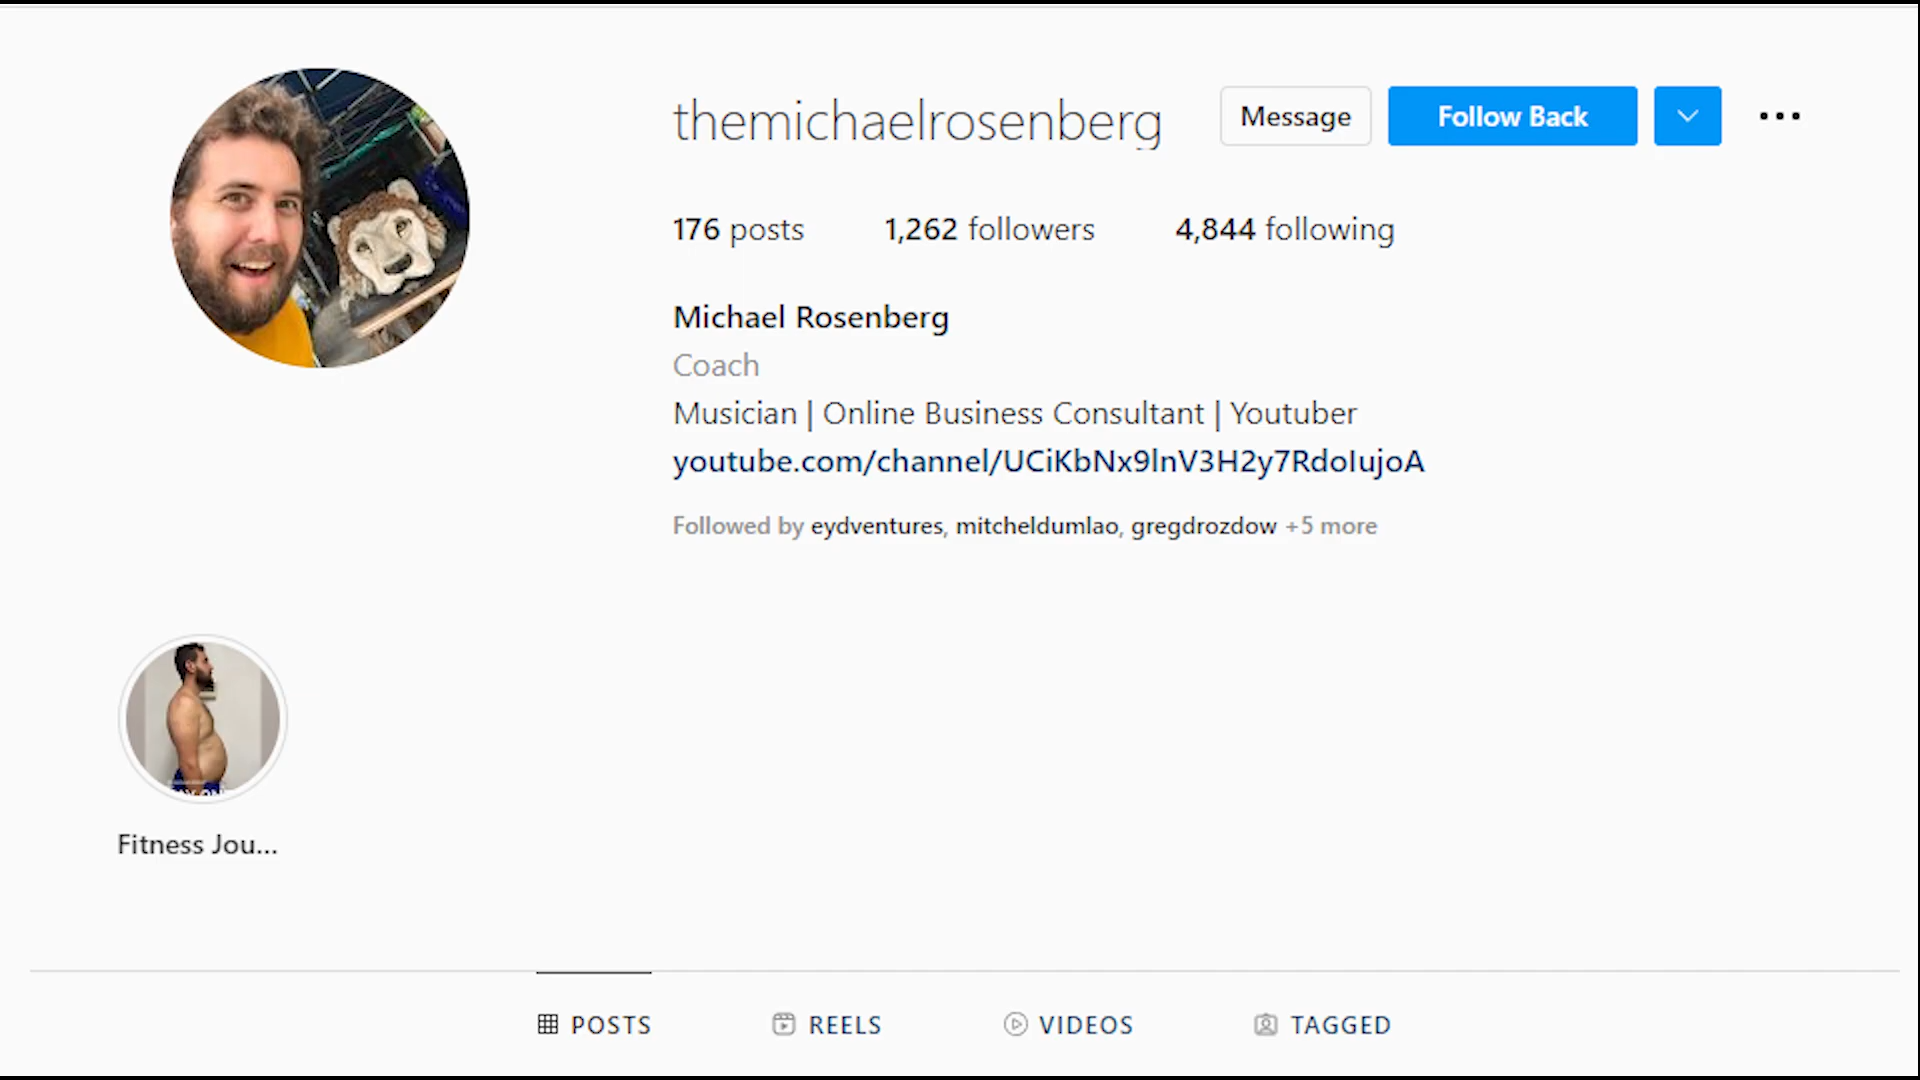 themichaelrosenberg
Message
Follow Back
176 posts
1,262 followers
4,844 following
Michael Rosenberg
Coach
Musician | Online Business Consultant | Youtuber
youtube.com/channel/UCiKbNx9lnV3H2y7RdoIujoA
Followed by eydventures, mitcheldumlao, gregdrozdow +5 more
Fitness Jou...
POSTS
REELS
VIDEOS
TAGGED